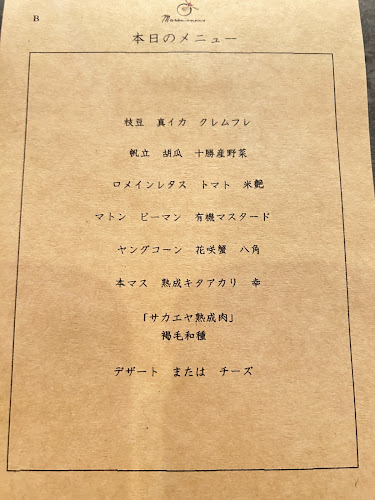 B
本日のメニュー
枝豆 真イカ クレムフレ
帆立 胡瓜 十勝産野菜
ロメインレタス トマト 米艶
マトン ピーマン 有機マスタード
ヤングコーン 花咲蟹 八角
本マス 熟成キタアカリ 幸
「サカエヤ熟成肉」
褐毛和種
デザート または チーズ